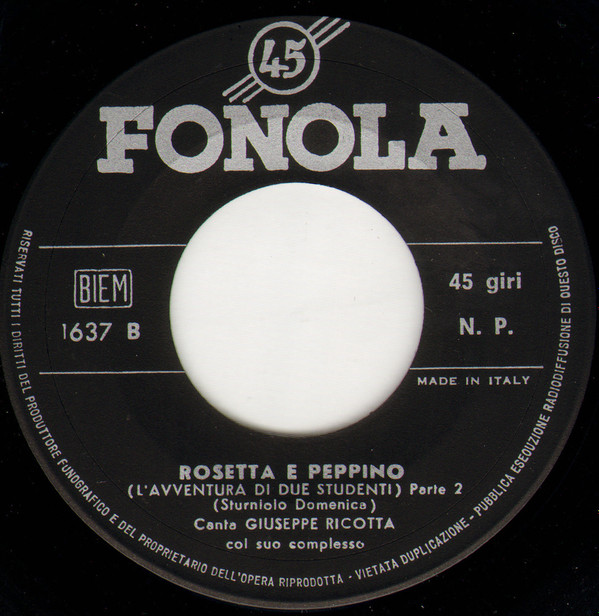 45
FONOLA
BIEM
1637 B
45 giri
N. P.
MADE IN ITALY
ROSETTA E PEPPINO
(L'AVVENTURA DI DUE STUDENTI) Parte 2
(Sturniolo Domenica)
Canta GIUSEPPE RICOTTA
col suo complesso
RISERVATI TUTTI I DIRITTI DEL PRODUTTORE FUNOGRAFICO E DEL PROPRIETARIO DELL'OPERA RIPRODOTTA - VIETATA DUPLICAZIONE - PUBBLICA ESEOUZIONE RADIODIFFUSIONE DI QUESTO DISCO